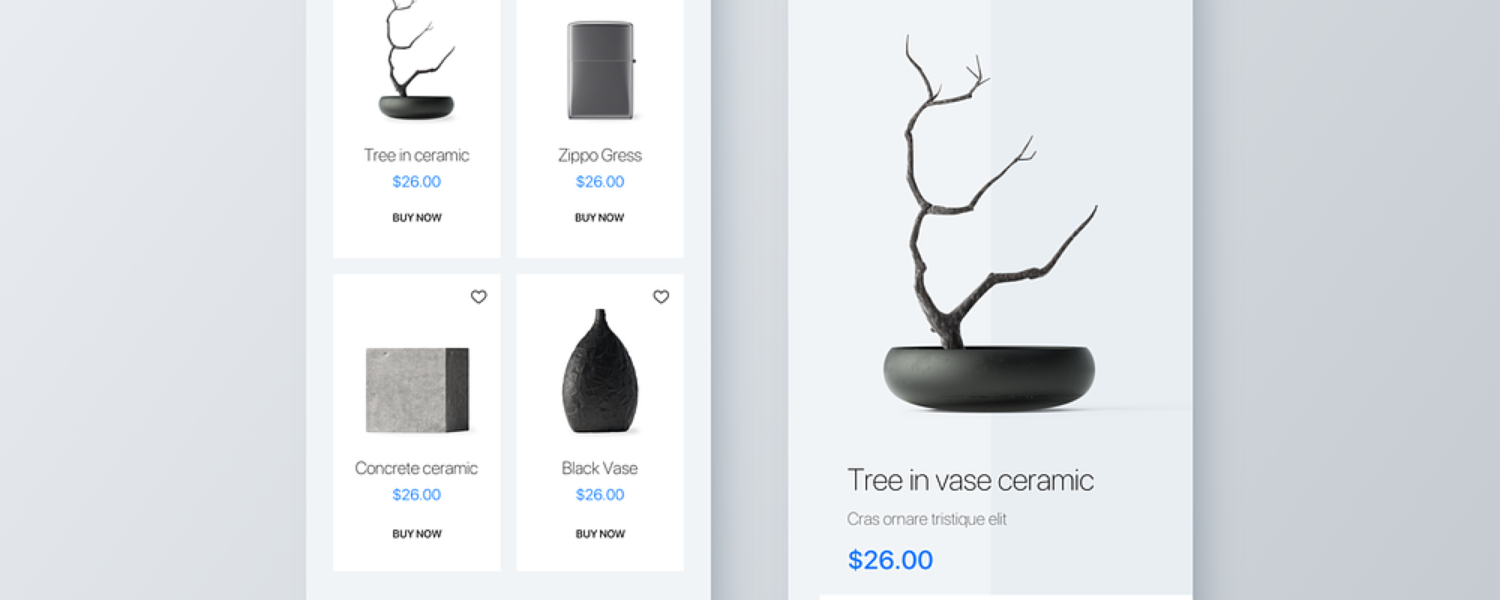 Tree in ceramic
$26.00
BUY NOW
Zippo Gress
$26.00
BUY NOW
Concrete ceramic
$26.00
BUY NOW
Black Vase
$26.00
BUY NOW
Tree in vase ceramic
Cras ornare tristique elit
$26.00